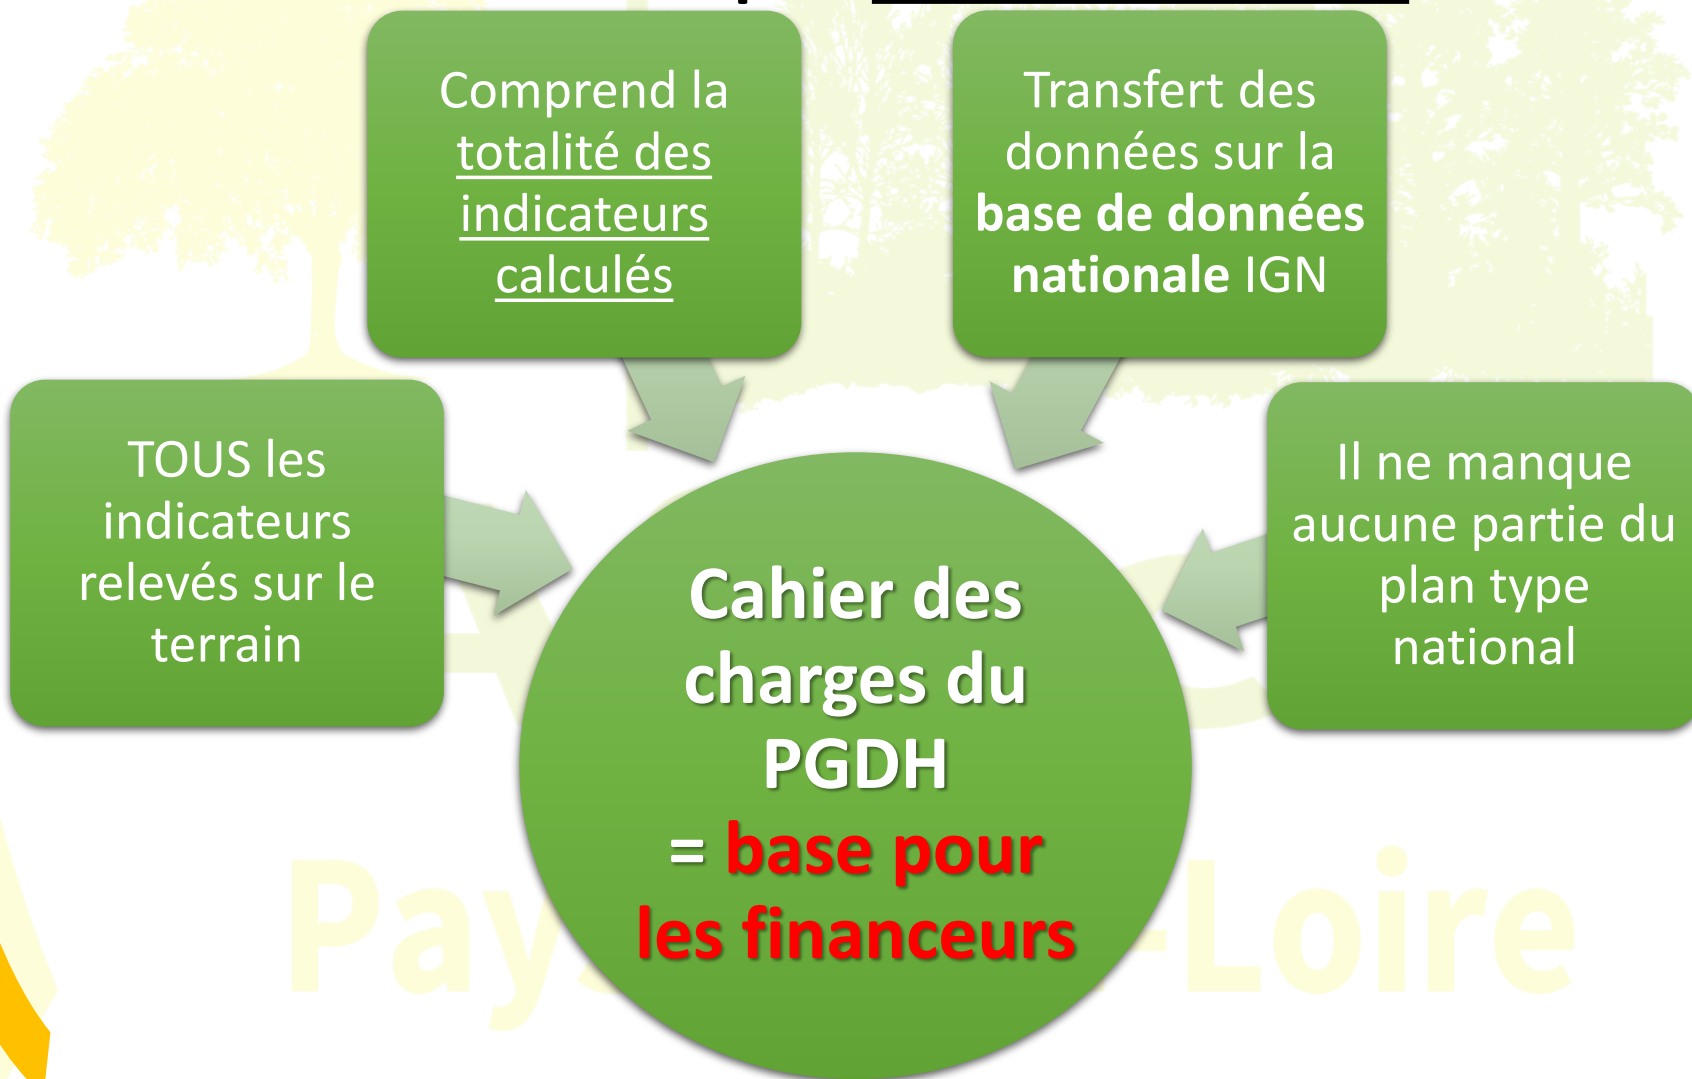 Comprend la
totalité des
indicateurs
calculés
Transfert des
données sur la
base de données
nationale IGN
TOUS les
indicateurs
relevés sur le
terrain
Il ne manque
aucune partie du
plan type
national
Cahier des
charges du
PGDH
= base pour
les financeurs
Pays
-Loire